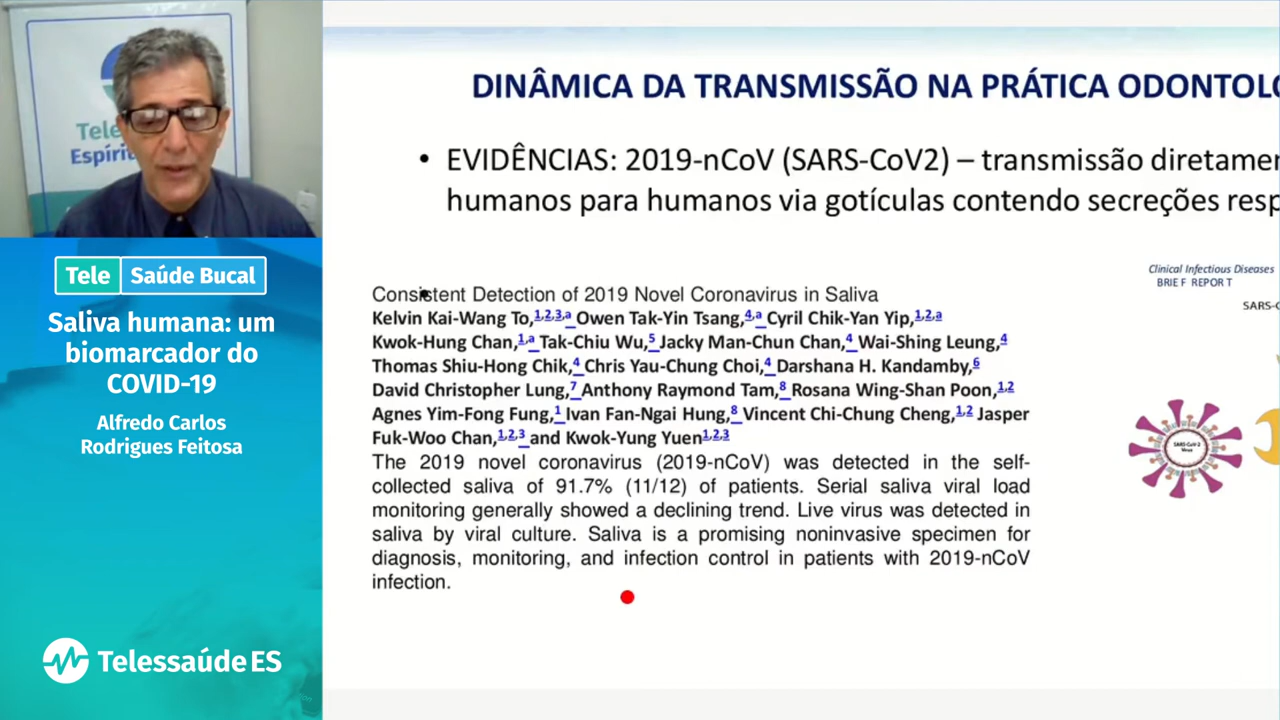 Tele
Espíri
Tele Saúde Bucal
Saliva humana: um
biomarcador do
COVID-19
Alfredo Carlos
Rodrigues Feitosa
Telessaúde ES
DINÂMICA DA TRANSMISSÃO NA PRÁTICA ODONTOL
• EVIDÊNCIAS: 2019-nCoV (SARS-CoV2) – transmissão diretamen
humanos para humanos via gotículas contendo secreções resp
Clinical Infectious Diseases
BRIEF REPORT
SARS-C
Consistent Detection of 2019 Novel Coronavirus in Saliva
Kelvin Kai-Wang To,1,2,3,a Owen Tak-Yin Tsang,4,a Cyril Chik-Yan Yip,1,2,a
Kwok-Hung Chan,1,a Tak-Chiu Wu,5 Jacky Man-Chun Chan,4 Wai-Shing Leung,4
Thomas Shiu-Hong Chik,4 Chris Yau-Chung Choi,4 Darshana H. Kandamby,6
David Christopher Lung,7 Anthony Raymond Tam,8 Rosana Wing-Shan Poon,1,2
Agnes Yim-Fong Fung,1 Ivan Fan-Ngai Hung,8 Vincent Chi-Chung Cheng,1,2 Jasper
Fuk-Woo Chan,1,2,3 and Kwok-Yung Yuen1,2,3
The 2019 novel coronavirus (2019-nCoV) was detected in the self-
collected saliva of 91.7% (11/12) of patients. Serial saliva viral load
monitoring generally showed a declining trend. Live virus was detected in
saliva by viral culture. Saliva is a promising noninvasive specimen for
diagnosis, monitoring, and infection control in patients with 2019-nCoV
infection.
SARS-CoV-2
Virus